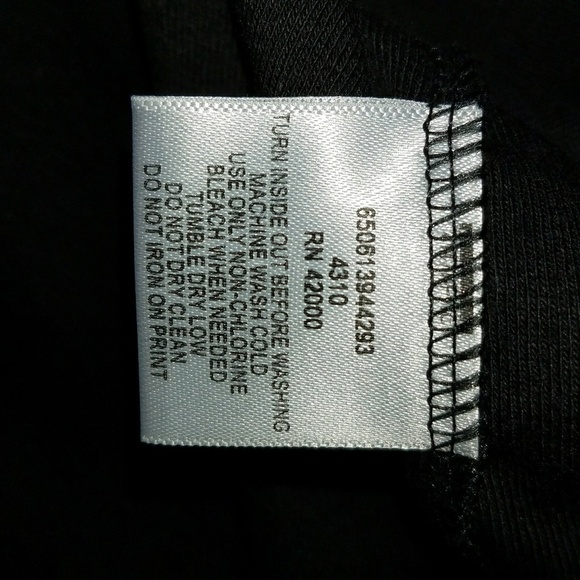 650613944293
4310
RN 42000
TURN INSIDE OUT BEFORE WASHING
MACHINE WASH COLD
USE ONLY NON-CHLORINE
BLEACH WHEN NEEDED
TUMBLE DRY LOW
DO NOT DRY CLEAN
DO NOT IRON ON PRINT